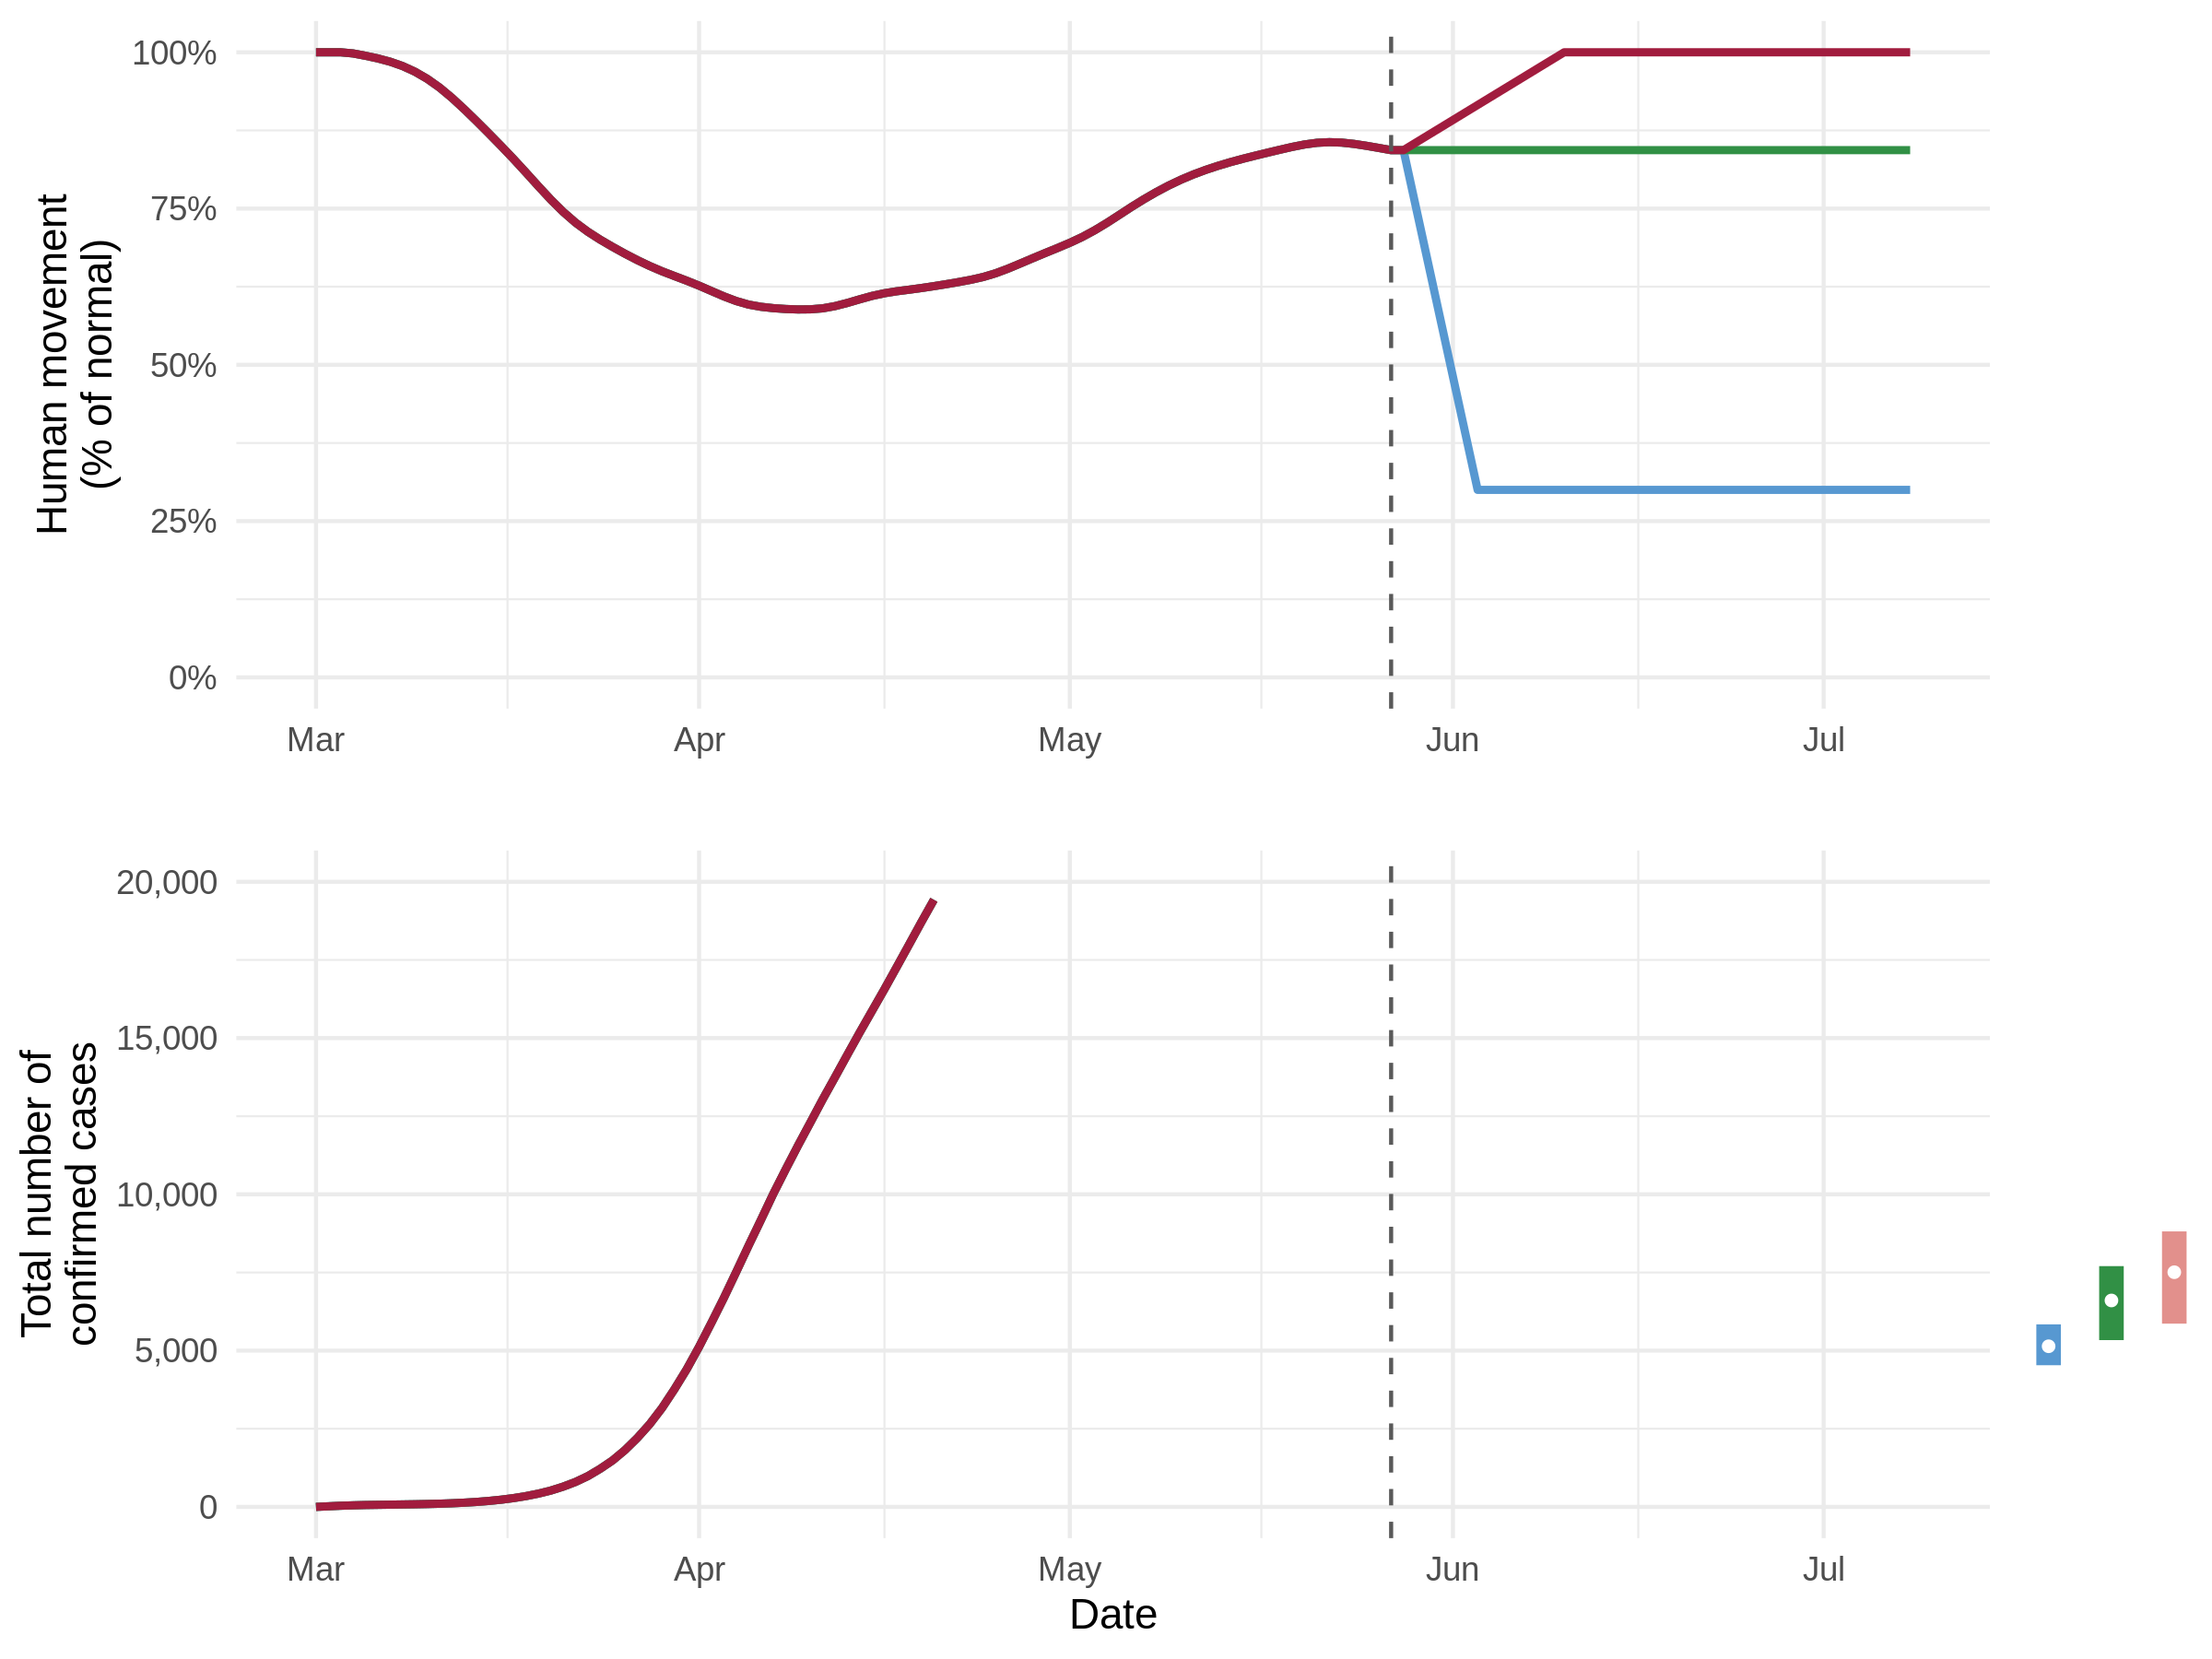 Human movement
(% of normal)
100%
75%
50%
25%
0%
Mar Apr May Jun Jul
Total number of
confirmed cases
20,000
15,000
10,000
5,000
0
Mar Apr May Jun Jul
Date